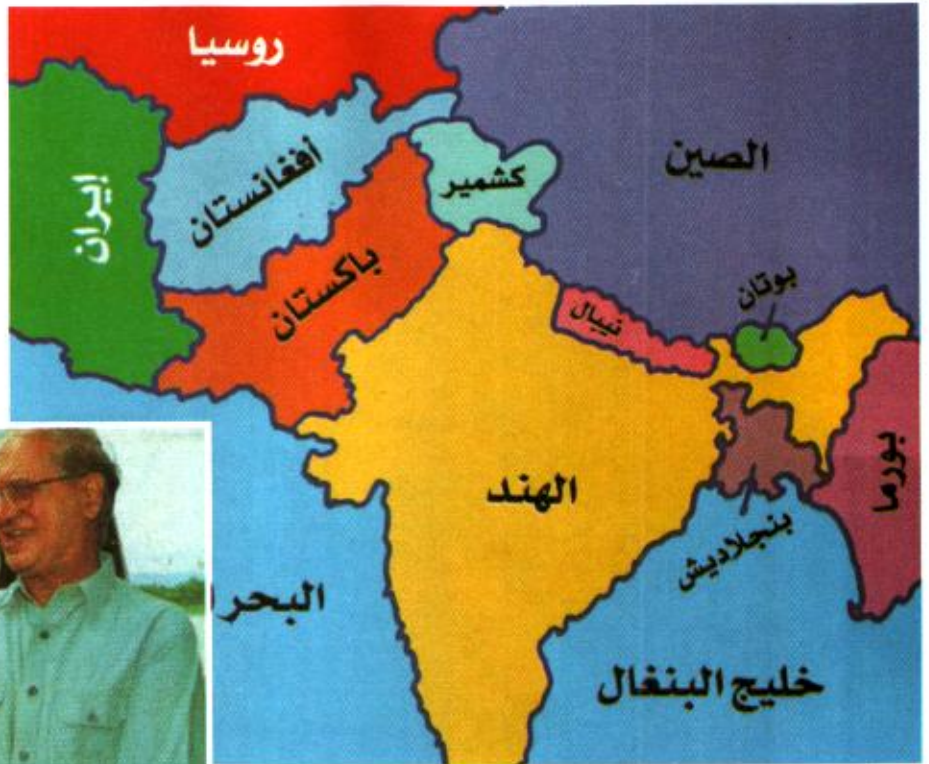 روسيا
إيران
أفغانستان
كشمير
الصين
باكستان
نيبال
بوتان
الهند
بنجلاديش
بورما
البحر ا
خليج البنغال